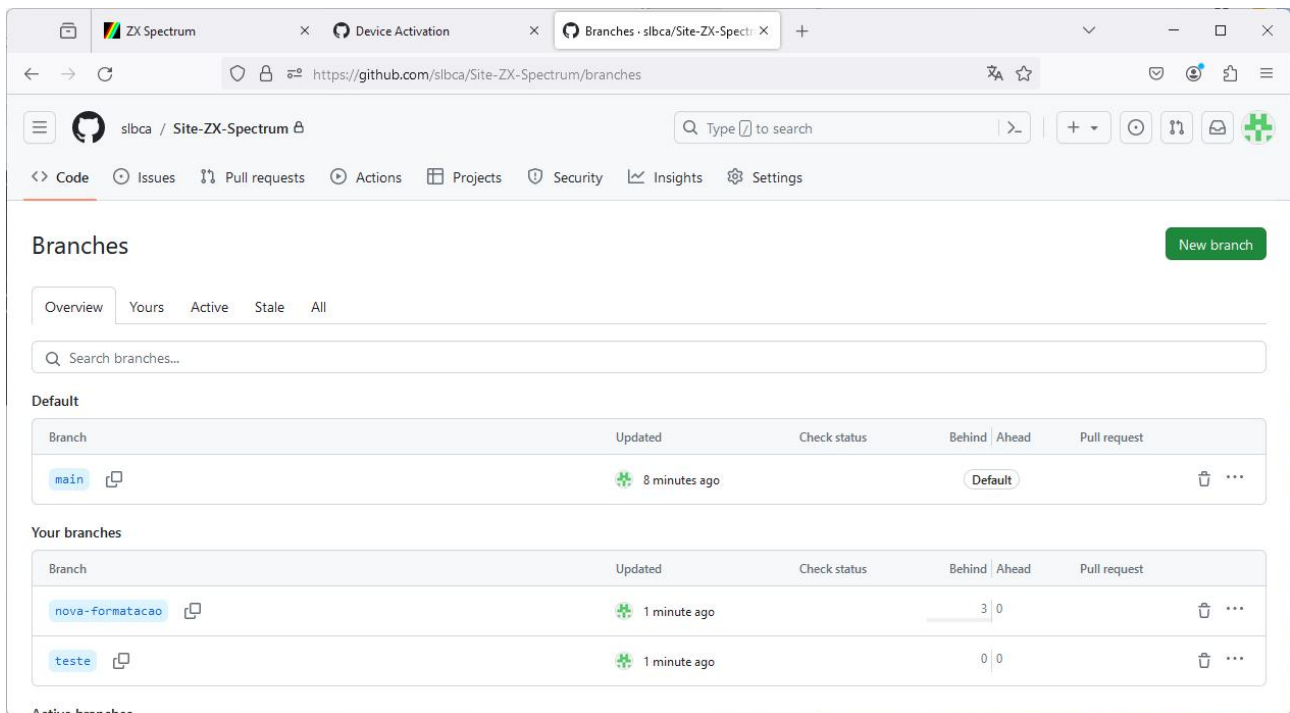 ZX Spectrum
Device Activation
Branches · slbca/Site-ZX-Spectr
https://github.com/slbca/Site-ZX-Spectrum/branches
slbca / Site-ZX-Spectrum
Type / to search
Code Issues Pull requests Actions Projects Security Insights Settings
Branches
New branch
Overview Yours Active Stale All
Search branches...
Default
Branch Updated Check status Behind Ahead Pull request
main 8 minutes ago Default
Your branches
Branch Updated Check status Behind Ahead Pull request
nova-formatacao 1 minute ago 3 0
teste 1 minute ago 0 0
Active branches